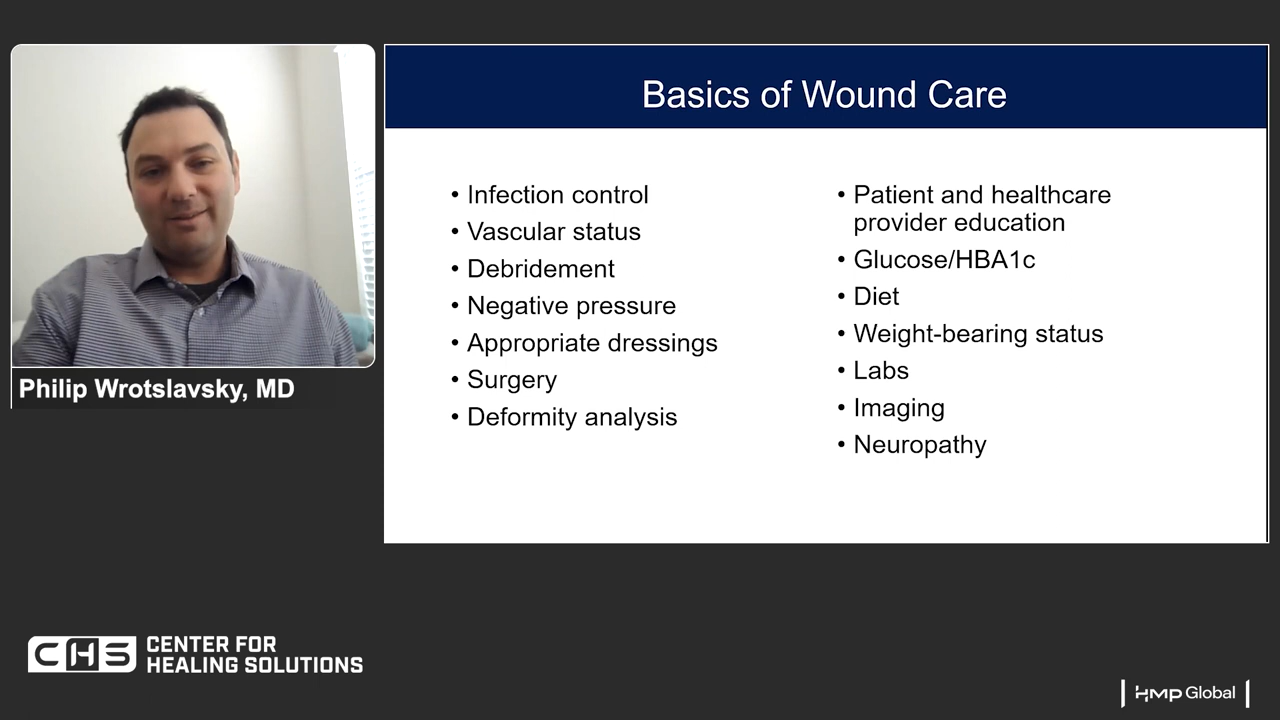 Basics of Wound Care
• Infection control
• Vascular status
• Debridement
• Negative pressure
• Appropriate dressings
• Surgery
• Deformity analysis
• Patient and healthcare
provider education
• Glucose/HBA1c
• Diet
• Weight-bearing status
• Labs
• Imaging
• Neuropathy
Philip Wrotslavsky, MD
CHS CENTER FOR
HEALING SOLUTIONS
HMP Global